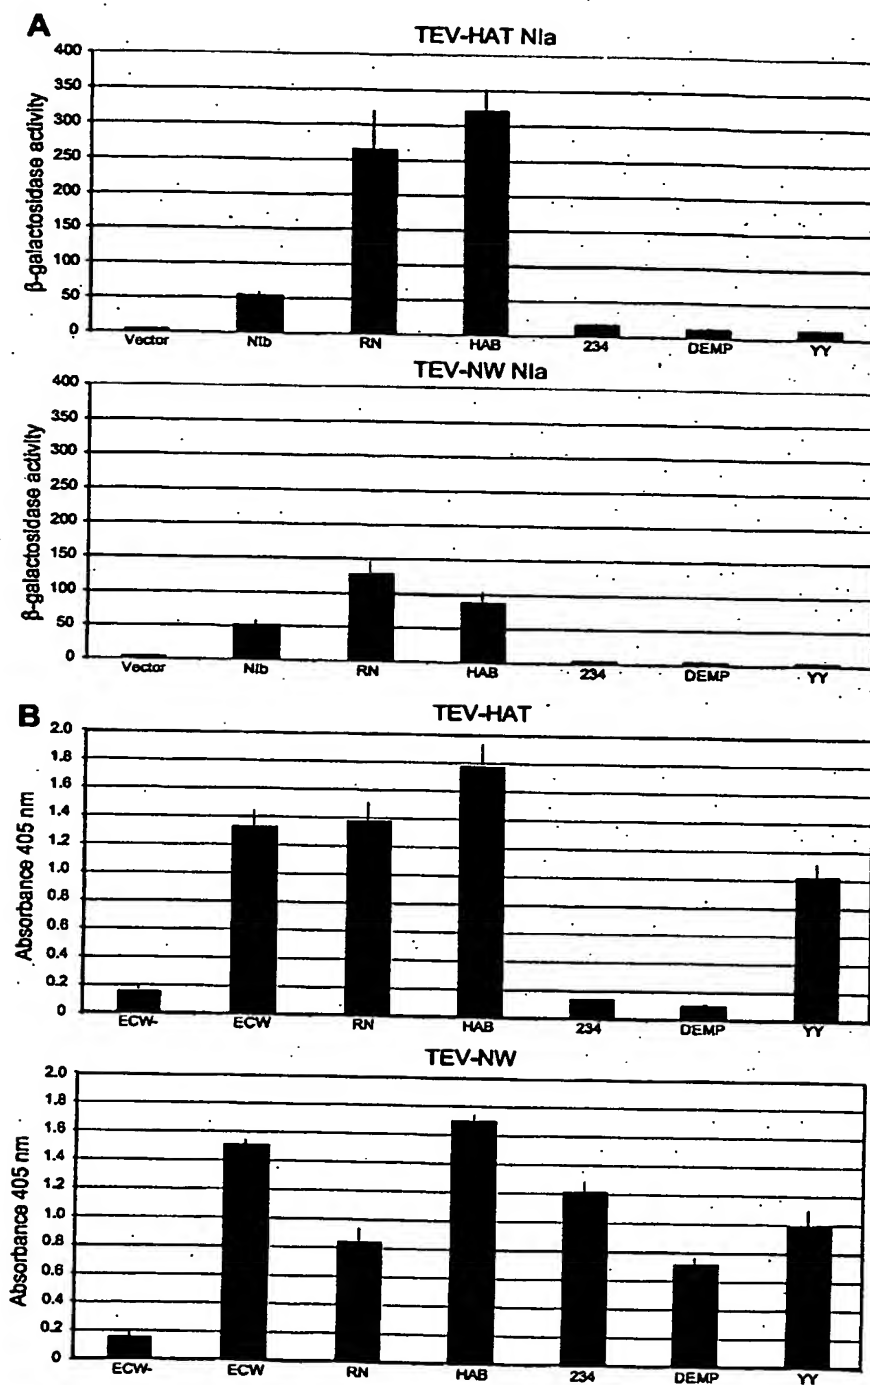 A
TEV-HAT NIa
β-galactosidase activity
400
350
300
250
200
150
100
50
0
Vector NIb RN HAB 234 DEMP YY
TEV-NW NIa
β-galactosidase activity
400
350
300
250
200
150
100
50
0
Vector NIb RN HAB 234 DEMP YY
B
TEV-HAT
Absorbance 405 nm
2.0
1.8
1.6
1.4
1.2
1.0
0.8
0.6
0.4
0.2
0
ECW- ECW RN HAB 234 DEMP YY
TEV-NW
Absorbance 405 nm
2.0
1.8
1.6
1.4
1.2
1.0
0.8
0.6
0.4
0.2
0
ECW- ECW RN HAB 234 DEMP YY